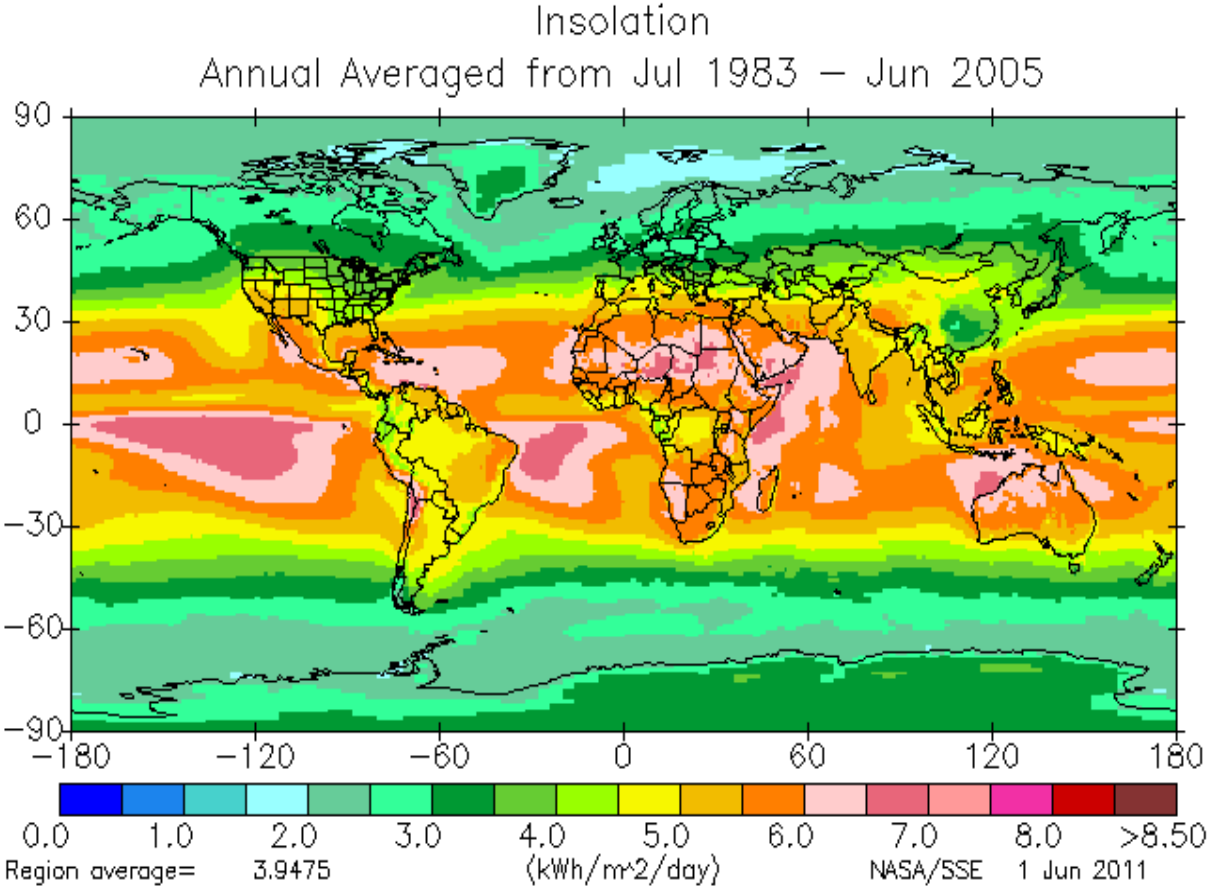 Insolation
Annual Averaged from Jul 1983 – Jun 2005
90
60
30
0
−30
−60
−90
−180 −120 −60 0 60 120 180
0.0 1.0 2.0 3.0 4.0 5.0 6.0 7.0 8.0 >8.50
Region average= 3.9475 (kWh/m^2/day) NASA/SSE 1 Jun 2011